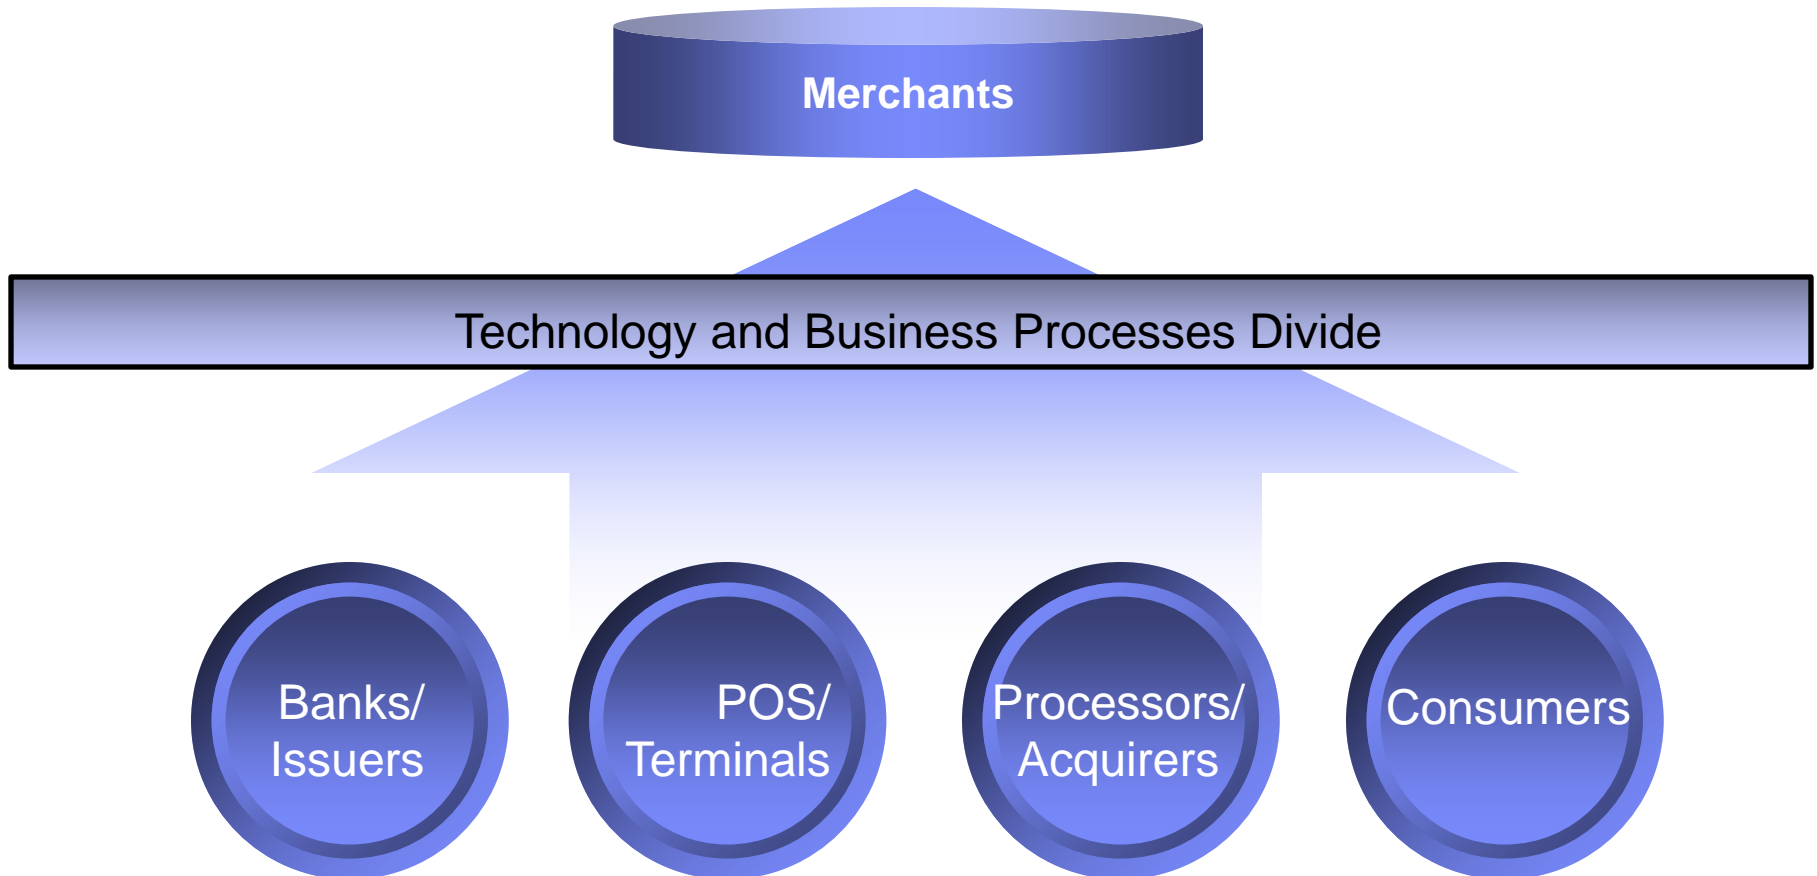 Merchants
Technology and Business Processes Divide
Banks/
Issuers
POS/
Terminals
Processors/
Acquirers
Consumers